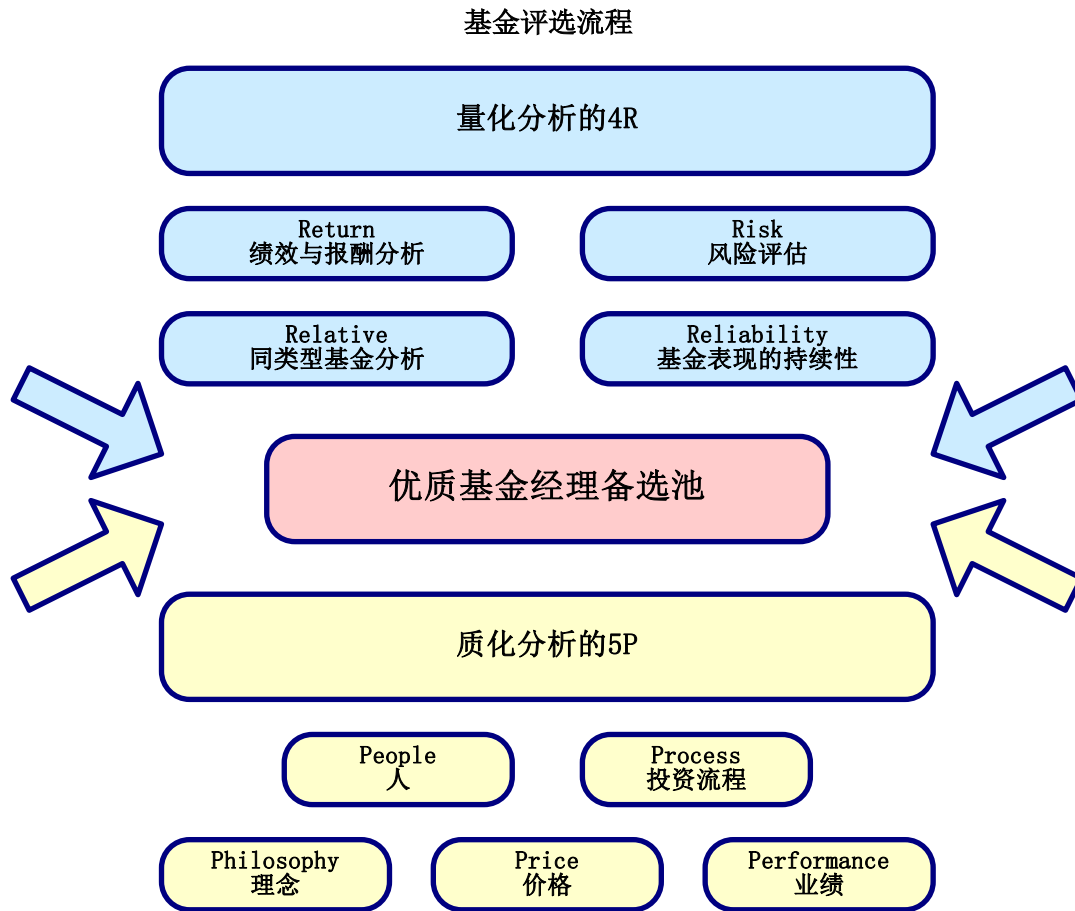 基金评选流程
量化分析的4R
Return
绩效与报酬分析
Risk
风险评估
Relative
同类型基金分析
Reliability
基金表现的持续性
优质基金经理备选池
质化分析的5P
People
人
Process
投资流程
Philosophy
理念
Price
价格
Performance
业绩